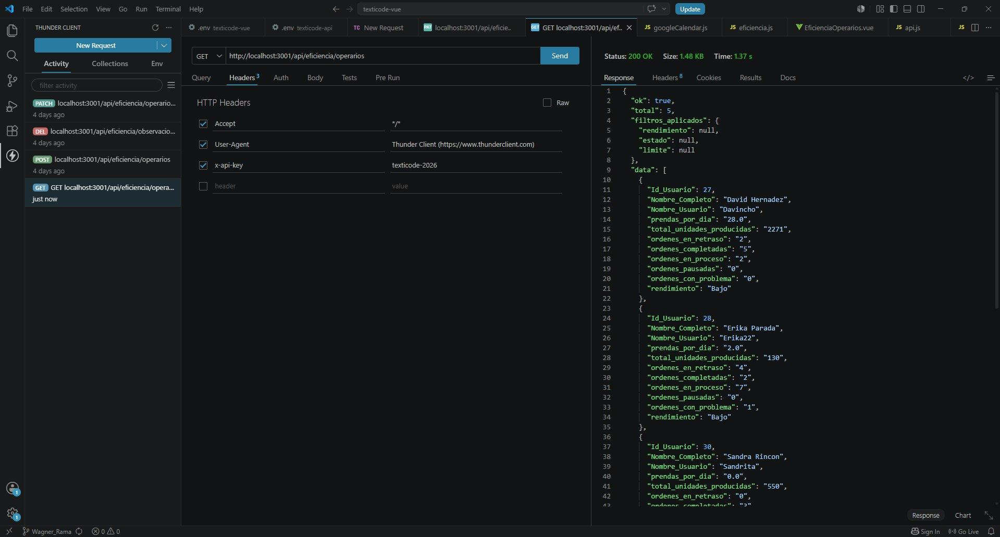 File Edit Selection View Go Run Terminal Help
texticode-vue
Update
THUNDER CLIENT
New Request
Activity Collections Env
filter activity
PATCH localhost:3001/api/eficiencia/operario...
4 days ago
DEL localhost:3001/api/eficiencia/observacio...
4 days ago
POST localhost:3001/api/eficiencia/operarios
4 days ago
GET GET localhost:3001/api/eficiencia/opera...
just now
.env texticode-vue
.env texticode-api
TC New Request
PAT localhost:3001/api/eficie..
GET GET localhost:3001/api/ef..
JS googleCalendar.js
JS eficiencia.js
EficienciaOperarios.vue
JS api.js
JS
GET http://localhost:3001/api/eficiencia/operarios Send
Query Headers 3 Auth Body Tests Pre Run
HTTP Headers Raw
Accept */*
User-Agent Thunder Client (https://www.thunderclient.com)
x-api-key texticode-2026
header value
Status: 200 OK Size: 1.48 KB Time: 1.37 s
Response Headers 8 Cookies Results Docs </>
1 {
2 "ok": true,
3 "total": 5,
4 "filtros_aplicados": {
5 "rendimiento": null,
6 "estado": null,
7 "limite": null
8 },
9 "data": [
10 {
11 "Id_Usuario": 27,
12 "Nombre_Completo": "David Hernadez",
13 "Nombre_Usuario": "Davincho",
14 "prendas_por_dia": "28.0",
15 "total_unidades_producidas": "2271",
16 "ordenes_en_retraso": "2",
17 "ordenes_completadas": "5",
18 "ordenes_en_proceso": "2",
19 "ordenes_pausadas": "0",
20 "ordenes_con_problema": "0",
21 "rendimiento": "Bajo"
22 },
23 {
24 "Id_Usuario": 28,
25 "Nombre_Completo": "Erika Parada",
26 "Nombre_Usuario": "Erika22",
27 "prendas_por_dia": "2.0",
28 "total_unidades_producidas": "130",
29 "ordenes_en_retraso": "4",
30 "ordenes_completadas": "2",
31 "ordenes_en_proceso": "7",
32 "ordenes_pausadas": "0",
33 "ordenes_con_problema": "1",
34 "rendimiento": "Bajo"
35 },
36 {
37 "Id_Usuario": 30,
38 "Nombre_Completo": "Sandra Rincon",
39 "Nombre_Usuario": "Sandrita",
40 "prendas_por_dia": "0.0",
41 "total_unidades_producidas": "550",
42 "ordenes_en_retraso": "0",
43 "ordenes_completadas": "3"
Response Chart
1
1
Wagner_Rama 0 0 Sign In Go Live